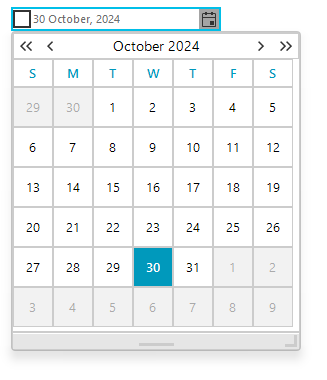 30 October, 2024
October 2024
S M T W T F S
29 30 1 2 3 4 5
6 7 8 9 10 11 12
13 14 15 16 17 18 19
20 21 22 23 24 25 26
27 28 29 30 31 1 2
3 4 5 6 7 8 9